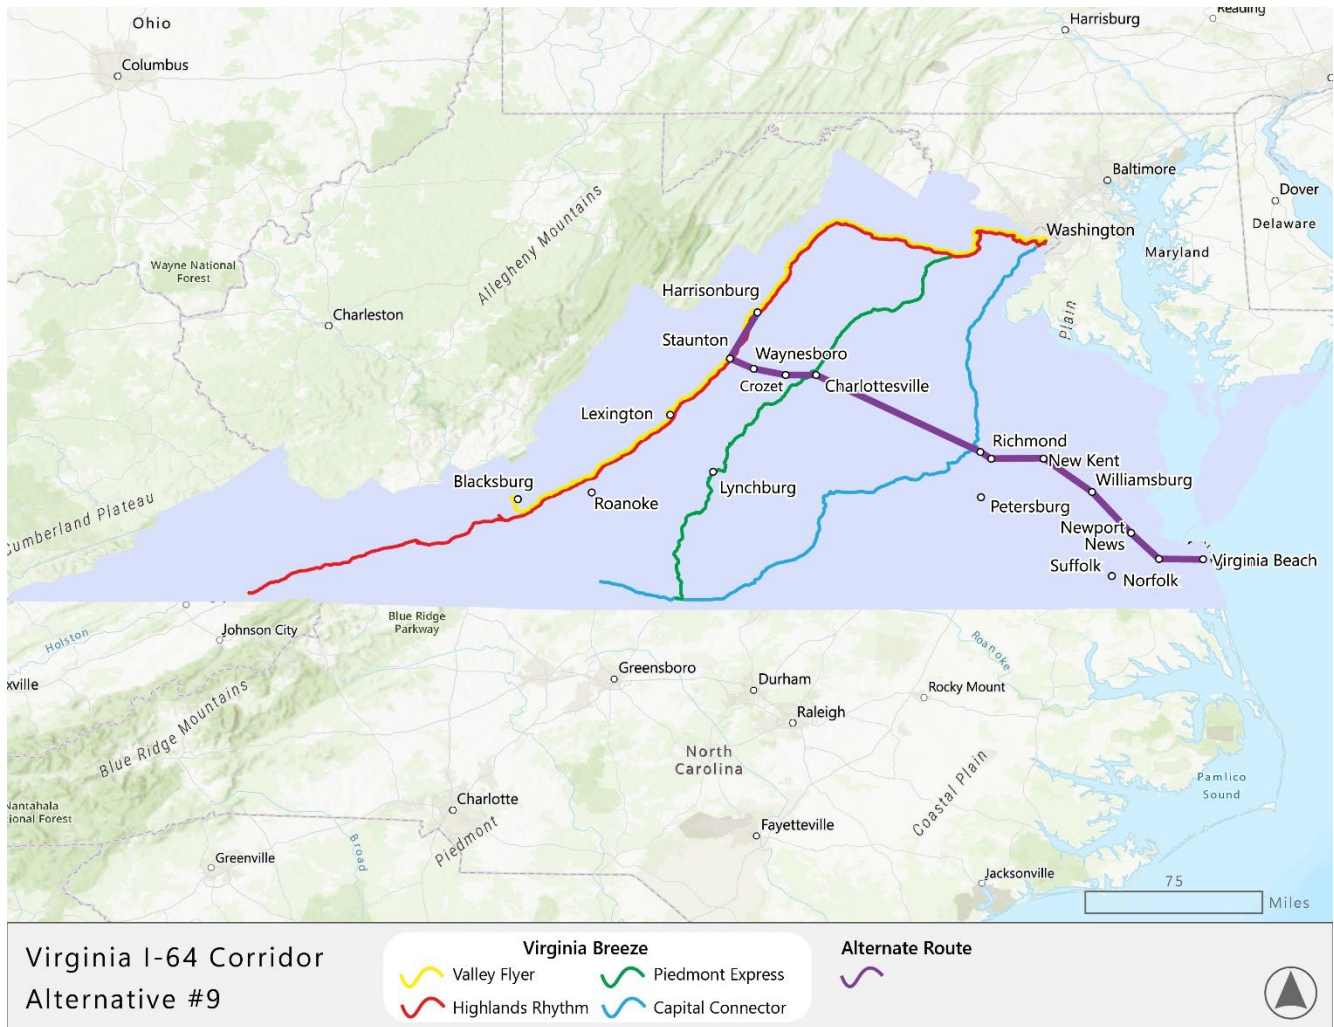 Ohio
Columbus
Harrisburg
Reading
Baltimore
Dover
Delaware
Washington
Maryland
Allegheny Mountains
Wayne National
Forest
Charleston
Plain
Harrisonburg
Staunton
Waynesboro
Crozet
Charlottesville
Lexington
Richmond
New Kent
Williamsburg
Blacksburg
Roanoke
Lynchburg
Petersburg
Newport
News
Virginia Beach
Suffolk
Norfolk
Cumberland Plateau
Holston
Johnson City
Blue Ridge
Parkway
Roanoke
xville
Greensboro
Durham
Rocky Mount
Raleigh
Blue Ridge Mountains
North
Carolina
Coastal Plain
Pamlico
Sound
Nantahala
ional Forest
Charlotte
Piedmont
Fayetteville
Broad
Greenville
Jacksonville
75
Miles
Virginia I-64 Corridor
Alternative #9
Virginia Breeze
Valley Flyer
Piedmont Express
Highlands Rhythm
Capital Connector
Alternate Route